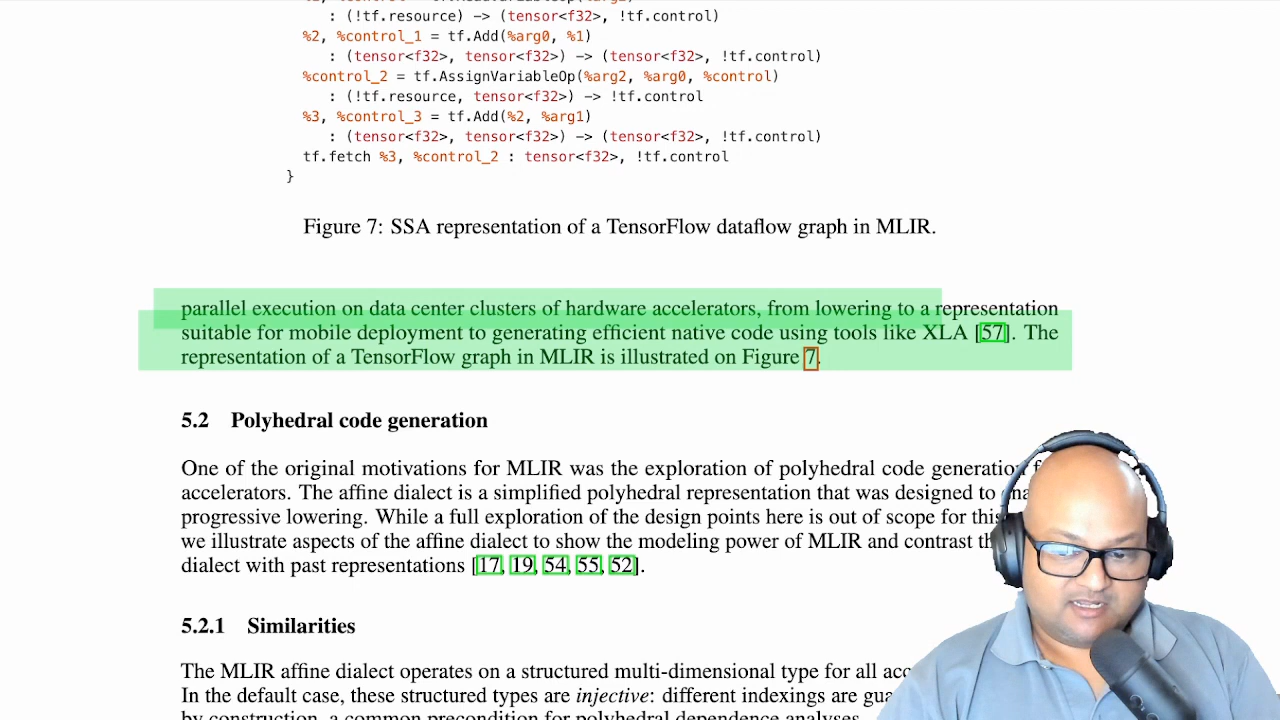 : (!tf.resource) –> (tensor<f32>, !tf.control)
%2, %control_1 = tf.Add(%arg0, %1)
: (tensor<f32>, tensor<f32>) –> (tensor<f32>, !tf.control)
%control_2 = tf.AssignVariableOp(%arg2, %arg0, %control)
: (!tf.resource, tensor<f32>) –> !tf.control
%3, %control_3 = tf.Add(%2, %arg1)
: (tensor<f32>, tensor<f32>) –> (tensor<f32>, !tf.control)
tf.fetch %3, %control_2 : tensor<f32>, !tf.control
}
Figure 7: SSA representation of a TensorFlow dataflow graph in MLIR.
parallel execution on data center clusters of hardware accelerators, from lowering to a representation
suitable for mobile deployment to generating efficient native code using tools like XLA [57]. The
representation of a TensorFlow graph in MLIR is illustrated on Figure 7.
5.2 Polyhedral code generation
One of the original motivations for MLIR was the exploration of polyhedral code generation
accelerators. The affine dialect is a simplified polyhedral representation that was designed to
progressive lowering. While a full exploration of the design points here is out of scope for this
we illustrate aspects of the affine dialect to show the modeling power of MLIR and contrast
dialect with past representations [17, 19, 54, 55, 52].
5.2.1 Similarities
The MLIR affine dialect operates on a structured multi-dimensional type for all
In the default case, these structured types are injective: different indexings are
by construction, a common precondition for polyhedral dependence analyses.